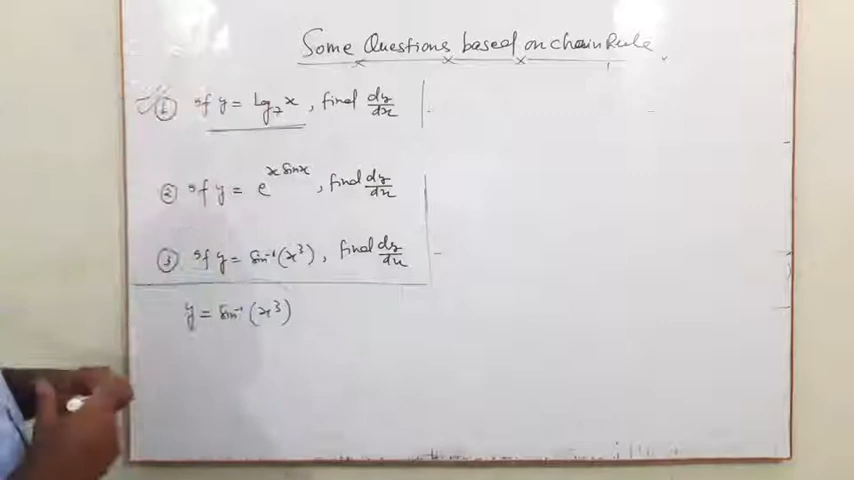 Some Questions based on chain Rule.
① If y = Log₇ x, find dy/dx
② If y = e^(x sinx), find dy/dx
③ If y = Sin⁻¹(x³), find dy/dx
y = Sin⁻¹(x³)